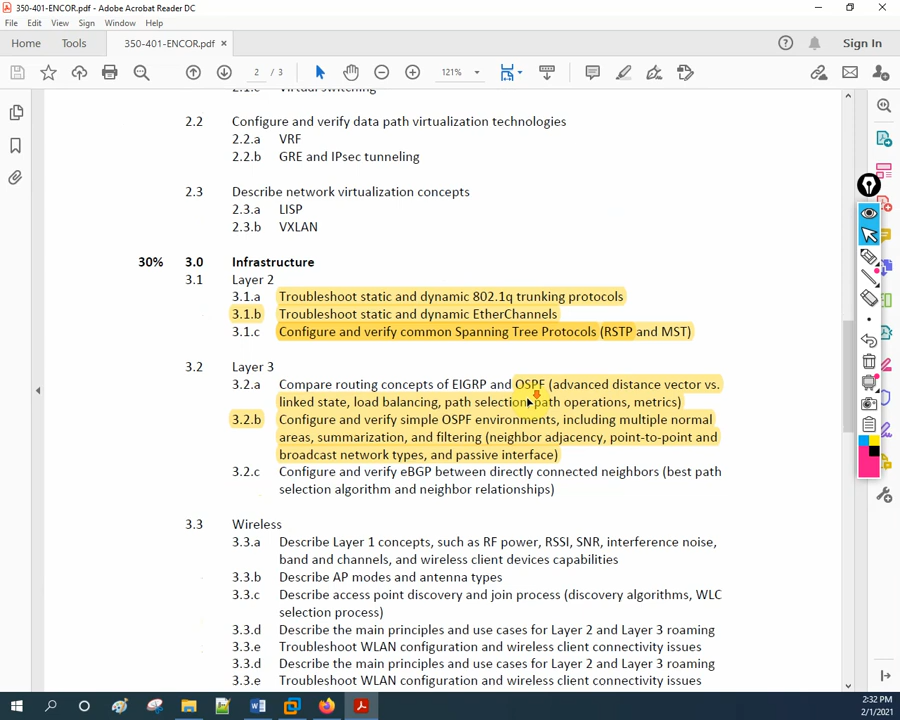 350-401-ENCOR.pdf - Adobe Acrobat Reader DC
File Edit View Sign Window Help
Home Tools 350-401-ENCOR.pdf × Sign In
2 / 3 121%
2.1.c Virtual switching
2.2 Configure and verify data path virtualization technologies
2.2.a VRF
2.2.b GRE and IPsec tunneling
2.3 Describe network virtualization concepts
2.3.a LISP
2.3.b VXLAN
30% 3.0 Infrastructure
3.1 Layer 2
3.1.a Troubleshoot static and dynamic 802.1q trunking protocols
3.1.b Troubleshoot static and dynamic EtherChannels
3.1.c Configure and verify common Spanning Tree Protocols (RSTP and MST)
3.2 Layer 3
3.2.a Compare routing concepts of EIGRP and OSPF (advanced distance vector vs.
linked state, load balancing, path selection, path operations, metrics)
3.2.b Configure and verify simple OSPF environments, including multiple normal
areas, summarization, and filtering (neighbor adjacency, point-to-point and
broadcast network types, and passive interface)
3.2.c Configure and verify eBGP between directly connected neighbors (best path
selection algorithm and neighbor relationships)
3.3 Wireless
3.3.a Describe Layer 1 concepts, such as RF power, RSSI, SNR, interference noise,
band and channels, and wireless client devices capabilities
3.3.b Describe AP modes and antenna types
3.3.c Describe access point discovery and join process (discovery algorithms, WLC
selection process)
3.3.d Describe the main principles and use cases for Layer 2 and Layer 3 roaming
3.3.e Troubleshoot WLAN configuration and wireless client connectivity issues
3.3.d Describe the main principles and use cases for Layer 2 and Layer 3 roaming
3.3.e Troubleshoot WLAN configuration and wireless client connectivity issues
2:32 PM
2/1/2021